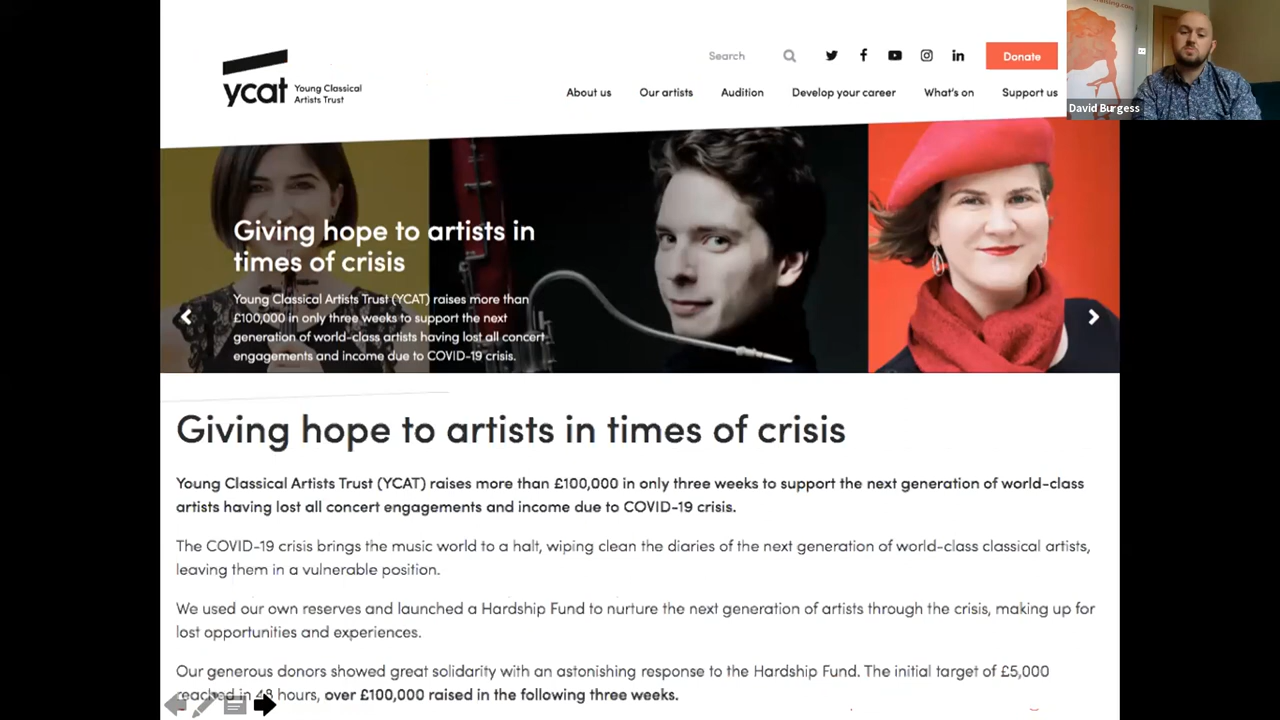 ycat Young Classical
Artists Trust
Search
Donate
About us Our artists Audition Develop your career What's on Support us
David Burgess
Giving hope to artists in
times of crisis
Young Classical Artists Trust (YCAT) raises more than
£100,000 in only three weeks to support the next
generation of world-class artists having lost all concert
engagements and income due to COVID-19 crisis.
Giving hope to artists in times of crisis
Young Classical Artists Trust (YCAT) raises more than £100,000 in only three weeks to support the next generation of world-class
artists having lost all concert engagements and income due to COVID-19 crisis.
The COVID-19 crisis brings the music world to a halt, wiping clean the diaries of the next generation of world-class classical artists,
leaving them in a vulnerable position.
We used our own reserves and launched a Hardship Fund to nurture the next generation of artists through the crisis, making up for
lost opportunities and experiences.
Our generous donors showed great solidarity with an astonishing response to the Hardship Fund. The initial target of £5,000
reached in 48 hours, over £100,000 raised in the following three weeks.